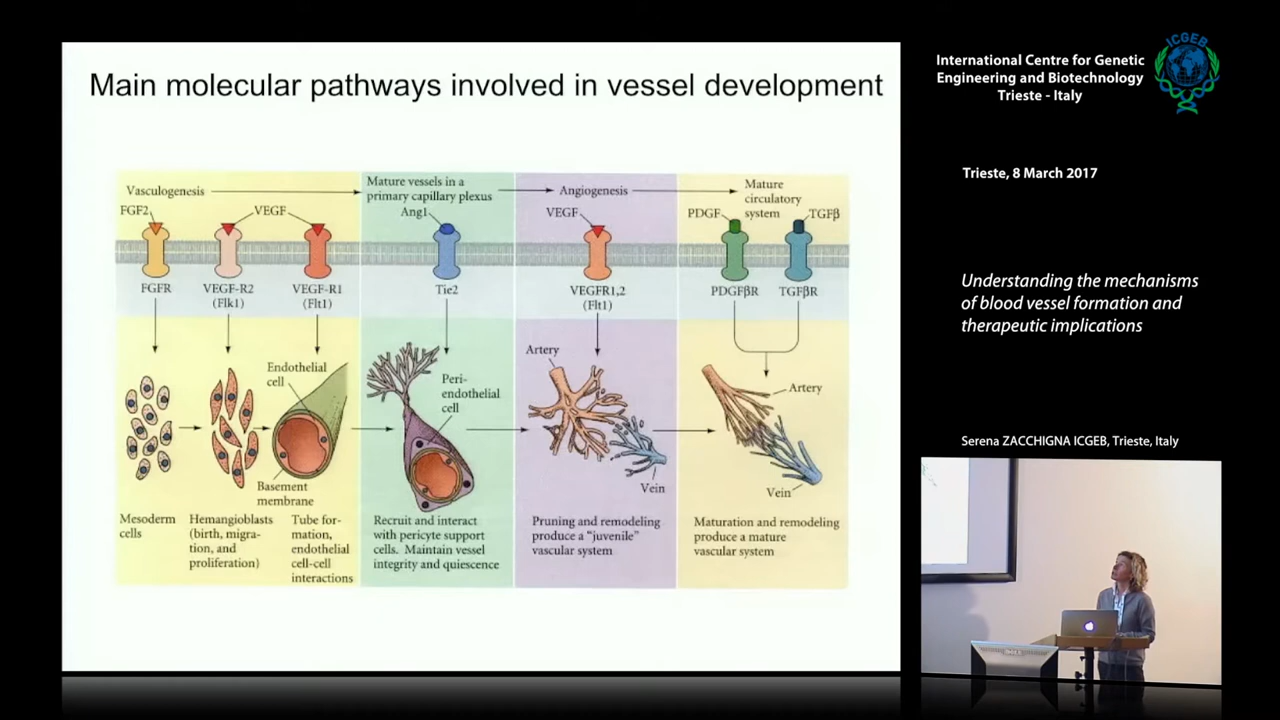 Main molecular pathways involved in vessel development
Vasculogenesis
Mature vessels in a
primary capillary plexus
Angiogenesis
Mature
circulatory
system
FGF2
VEGF
Ang1
VEGF
PDGF
TGFβ
FGFR
VEGF-R2
(Flk1)
VEGF-R1
(Flt1)
Tie2
VEGFR1,2
(Flt1)
PDGFβR
TGFβR
Endothelial
cell
Basement
membrane
Peri-
endothelial
cell
Artery
Vein
Artery
Vein
Mesoderm
cells
Hemangioblasts
(birth, migra-
tion, and
proliferation)
Tube for-
mation,
endothelial
cell-cell
interactions
Recruit and interact
with pericyte support
cells. Maintain vessel
integrity and quiescence
Pruning and remodeling
produce a “juvenile”
vascular system
Maturation and remodeling
produce a mature
vascular system
International Centre for Genetic
Engineering and Biotechnology
Trieste - Italy
ICGEB
Trieste, 8 March 2017
Understanding the mechanisms
of blood vessel formation and
therapeutic implications
Serena ZACCHIGNA ICGEB, Trieste, Italy